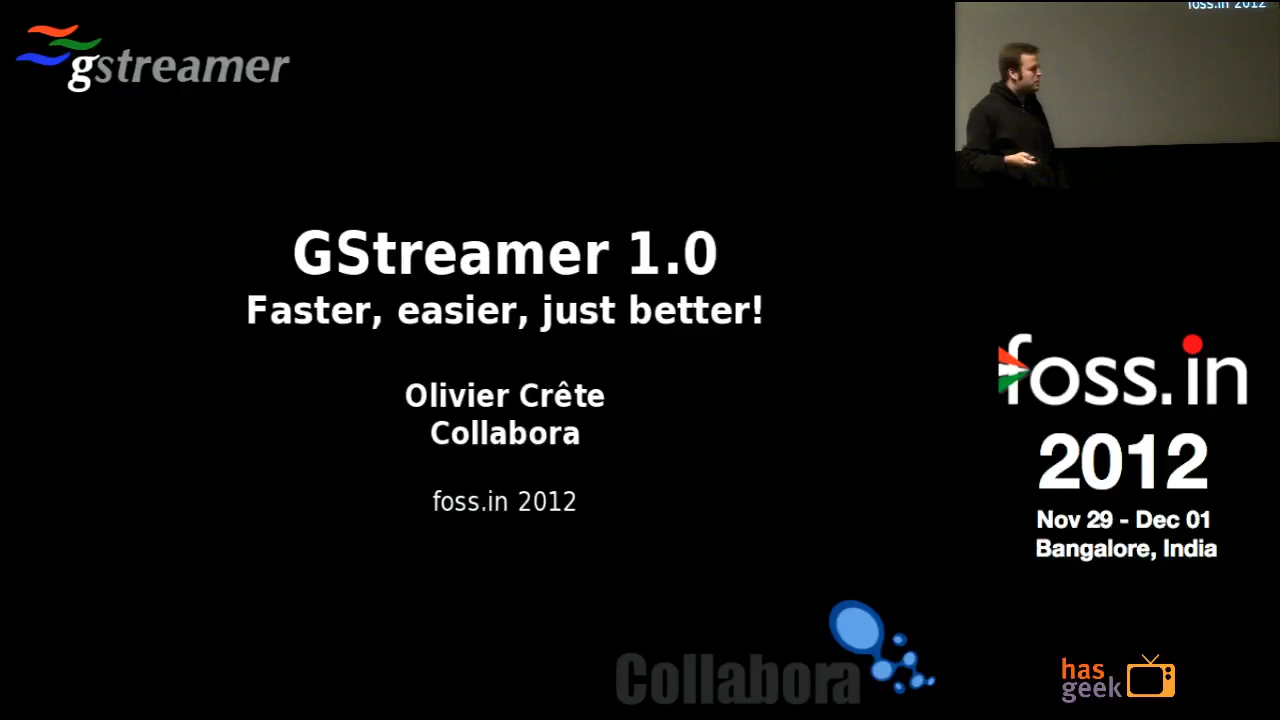 gstreamer
foss.in 2012
GStreamer 1.0
Faster, easier, just better!
Olivier Crête
Collabora
foss.in 2012
foss.in
2012
Nov 29 - Dec 01
Bangalore, India
Collabora
has
geek